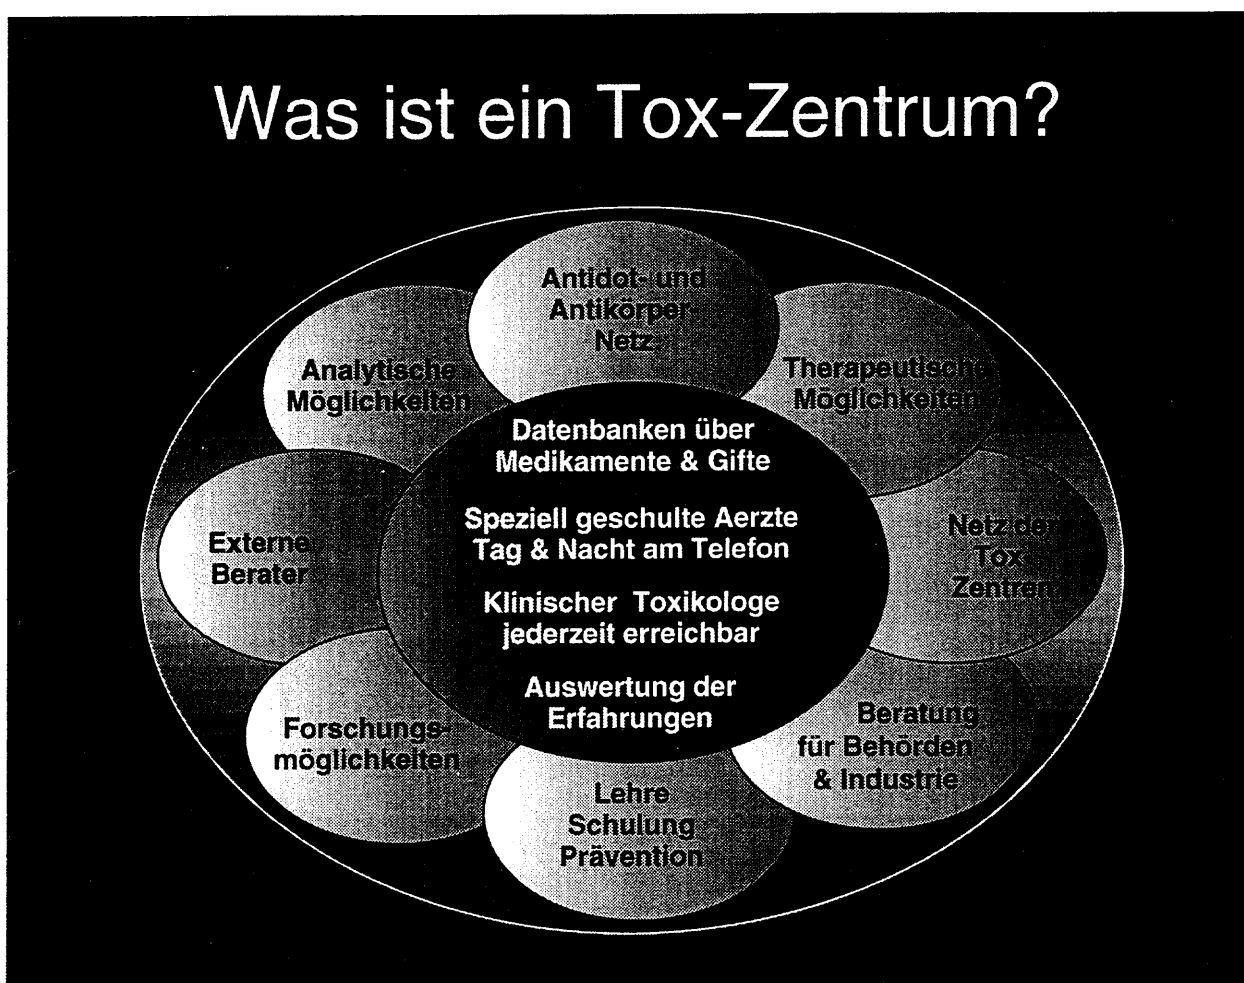 Was ist ein Tox-Zentrum?
Antidot- und
Antikörper-
Netz
Analytische
Möglichkeiten
Therapeutische
Möglichkeiten
Datenbanken über
Medikamente & Gifte
Speziell geschulte Aerzte
Tag & Nacht am Telefon
Klinischer Toxikologe
jederzeit erreichbar
Auswertung der
Erfahrungen
Externe
Berater
Netz der
Tox
Zentren
Forschungs-
möglichkeiten
Beratung
für Behörden
& Industrie
Lehre
Schulung
Prävention